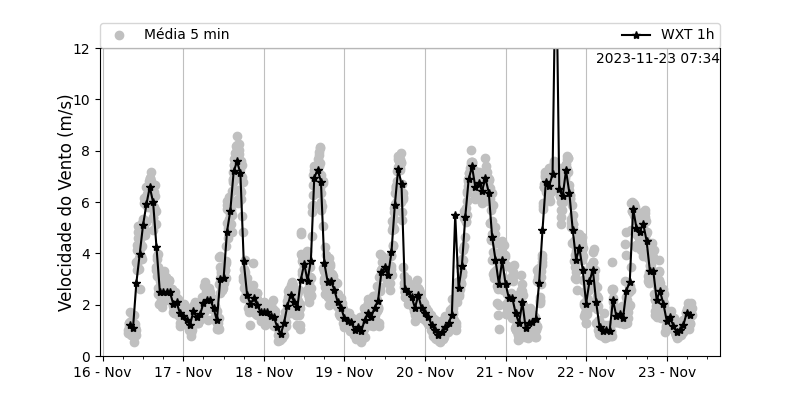 Média 5 min
WXT 1h
2023-11-23 07:34
Velocidade do Vento (m/s)
12
10
8
6
4
2
0
16 - Nov
17 - Nov
18 - Nov
19 - Nov
20 - Nov
21 - Nov
22 - Nov
23 - Nov